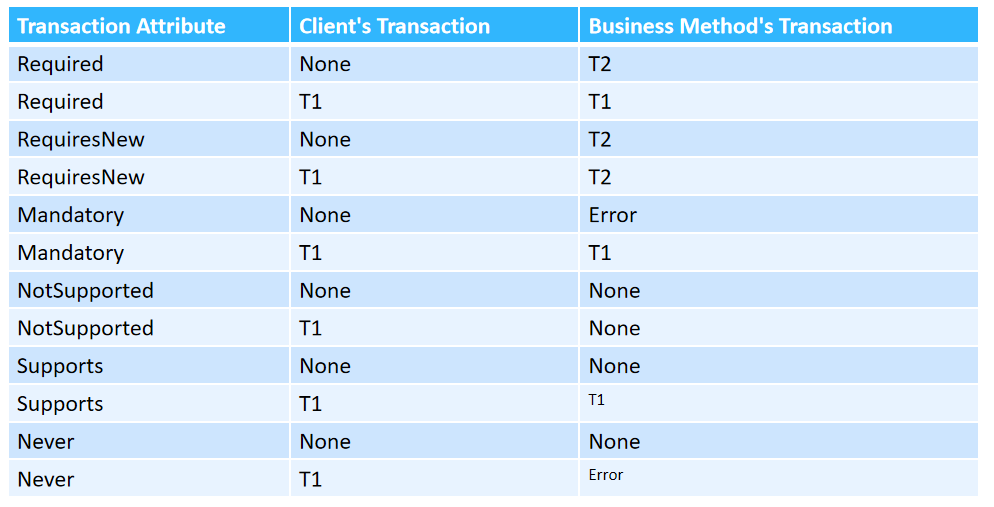 Transaction Attribute Client's Transaction Business Method's Transaction
Required None T2
Required T1 T1
RequiresNew None T2
RequiresNew T1 T2
Mandatory None Error
Mandatory T1 T1
NotSupported None None
NotSupported T1 None
Supports None None
Supports T1 T1
Never None None
Never T1 Error